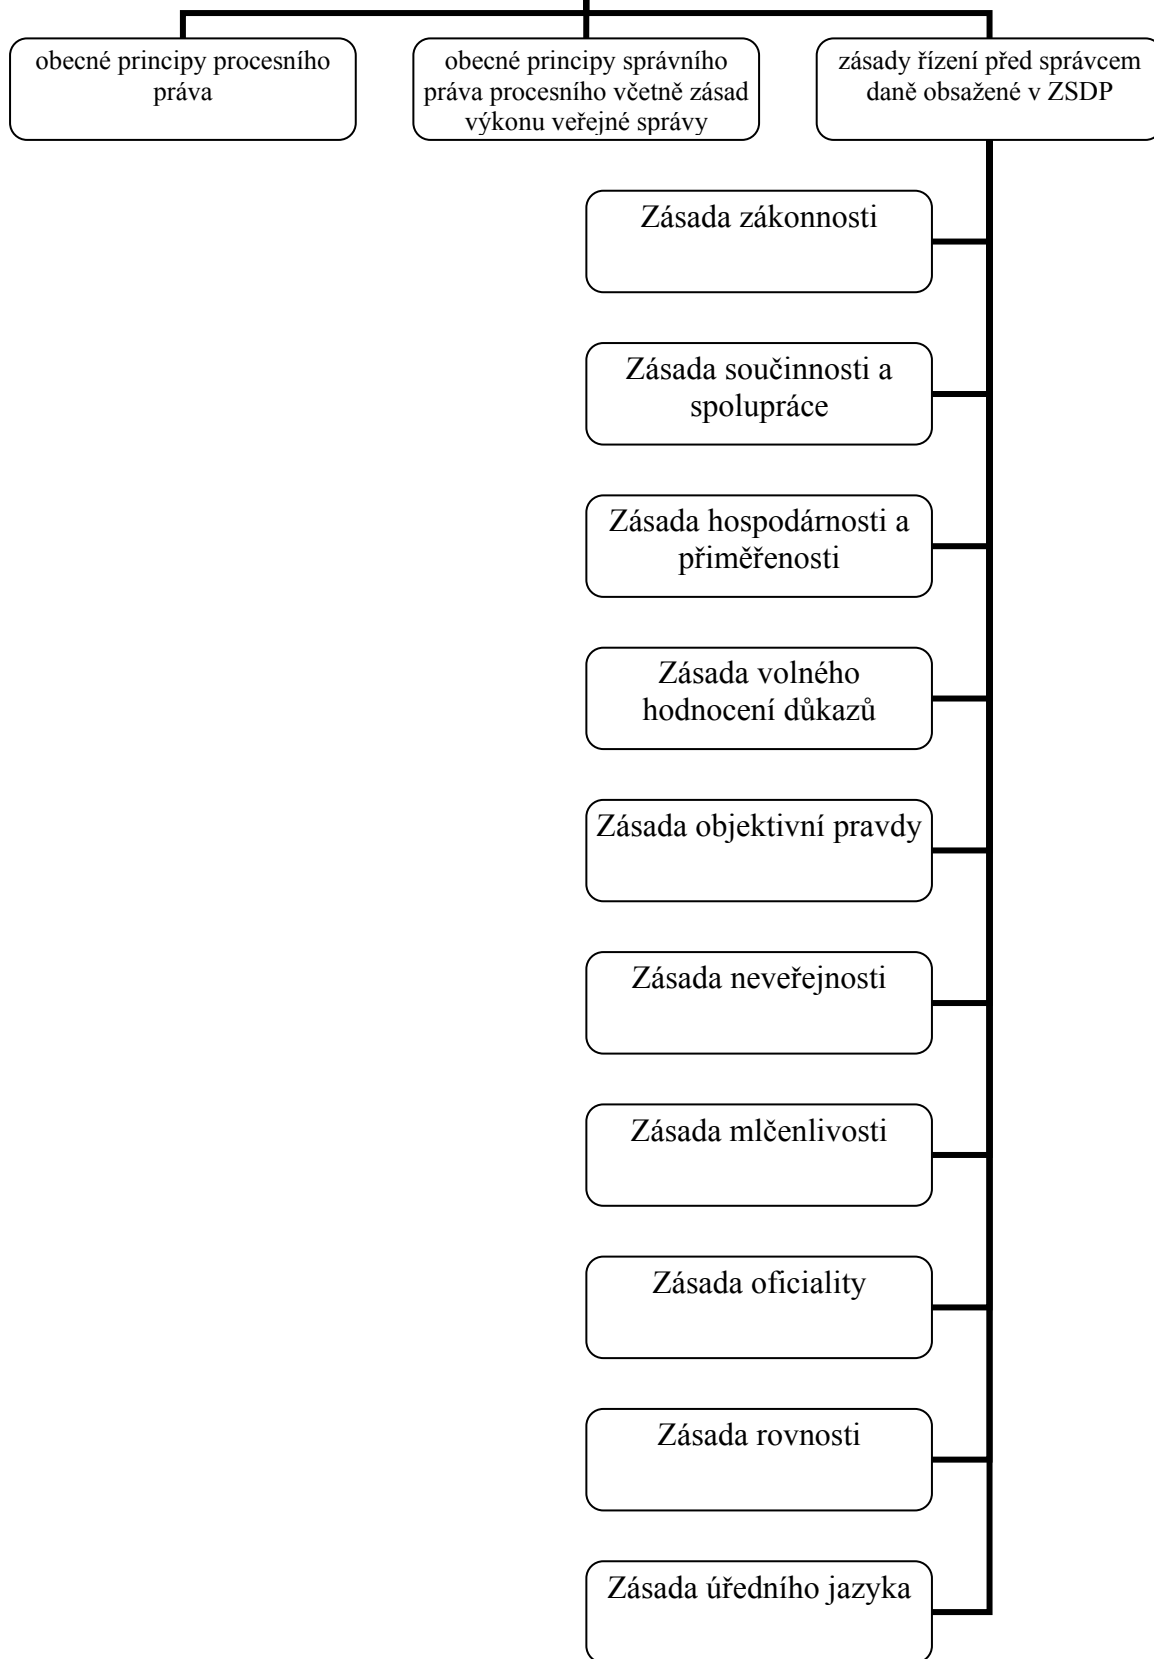 obecné principy procesního
práva
obecné principy správního
práva procesního včetně zásad
výkonu veřejné správy
zásady řízení před správcem
daně obsažené v ZSDP
Zásada zákonnosti
Zásada součinnosti a
spolupráce
Zásada hospodárnosti a
přiměřenosti
Zásada volného
hodnocení důkazů
Zásada objektivní pravdy
Zásada neveřejnosti
Zásada mlčenlivosti
Zásada oficiality
Zásada rovnosti
Zásada úředního jazyka